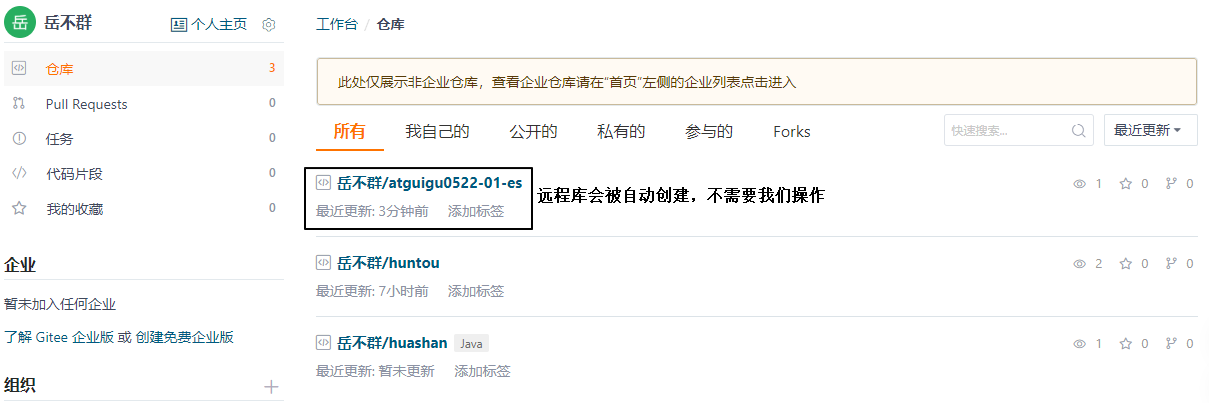 岳 岳不群 个人主页
仓库 3
Pull Requests 0
任务 0
代码片段 0
我的收藏 0
企业
暂未加入任何企业
了解 Gitee 企业版 或 创建免费企业版
组织
工作台 / 仓库
此处仅展示非企业仓库，查看企业仓库请在“首页”左侧的企业列表点击进入
所有 我自己的 公开的 私有的 参与的 Forks 快速搜索... 最近更新
岳不群/atguigu0522-01-es 1 0 0
最近更新: 3分钟前 添加标签
远程库会被自动创建，不需要我们操作
岳不群/huntou 2 0 0
最近更新: 7小时前 添加标签
岳不群/huashan Java 1 0 0
最近更新: 暂未更新 添加标签